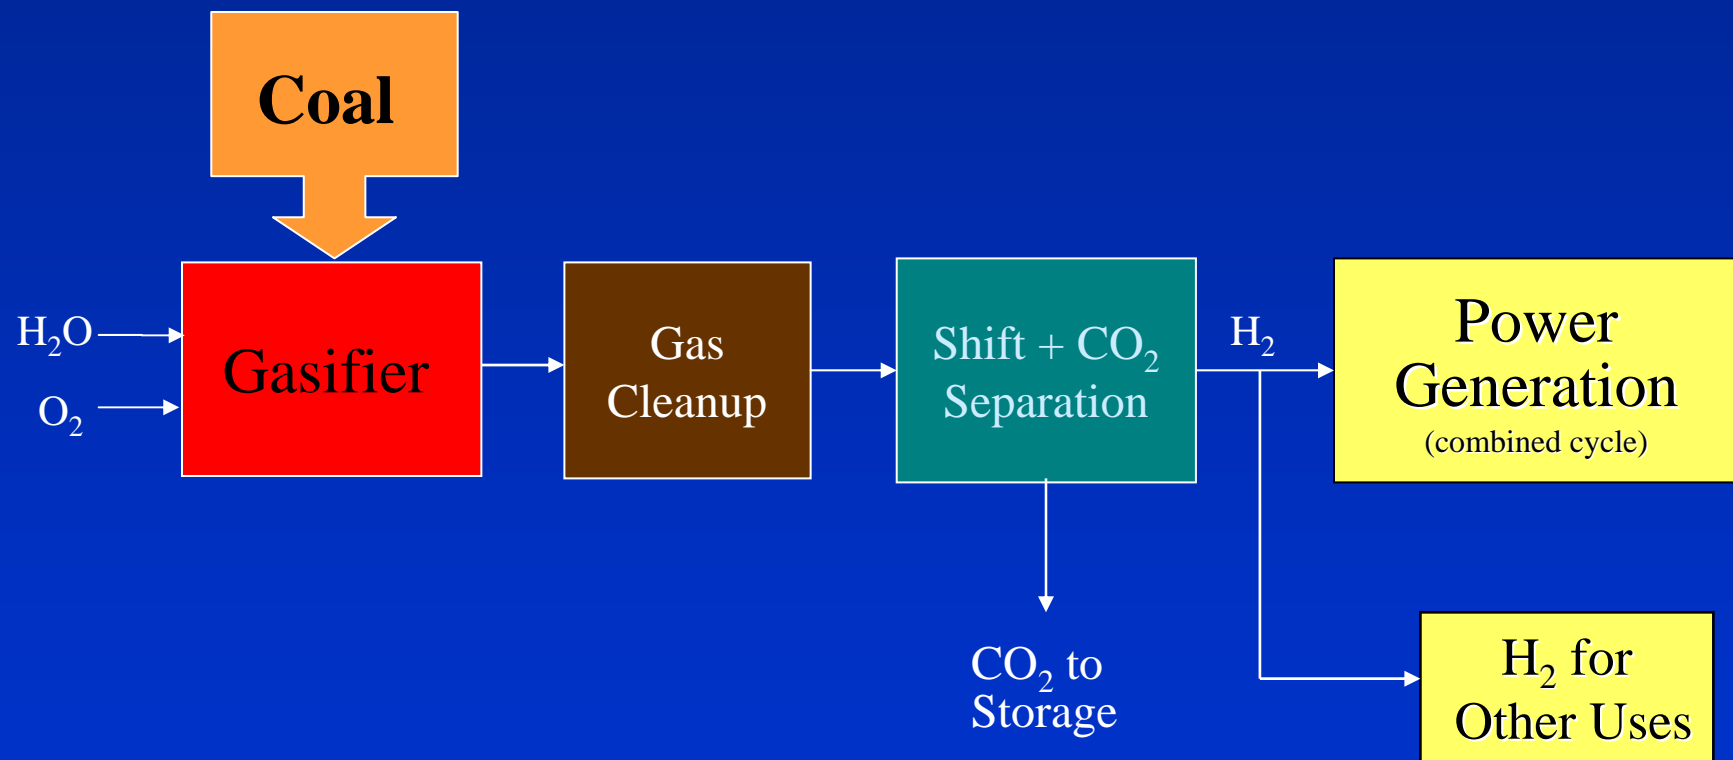 Coal
H₂O
O₂
Gasifier
Gas
Cleanup
Shift + CO₂
Separation
H₂
Power
Generation
(combined cycle)
CO₂ to
Storage
H₂ for
Other Uses